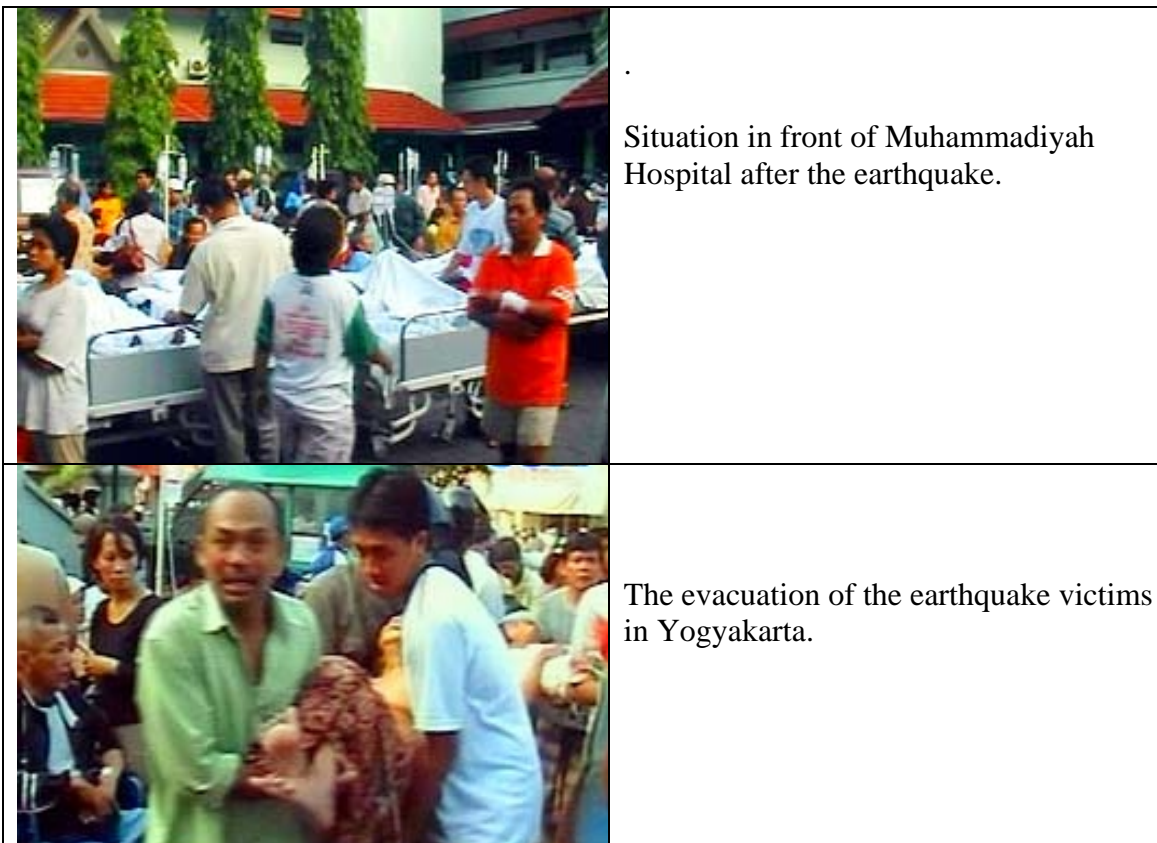 .
Situation in front of Muhammadiyah
Hospital after the earthquake.
The evacuation of the earthquake victims
in Yogyakarta.